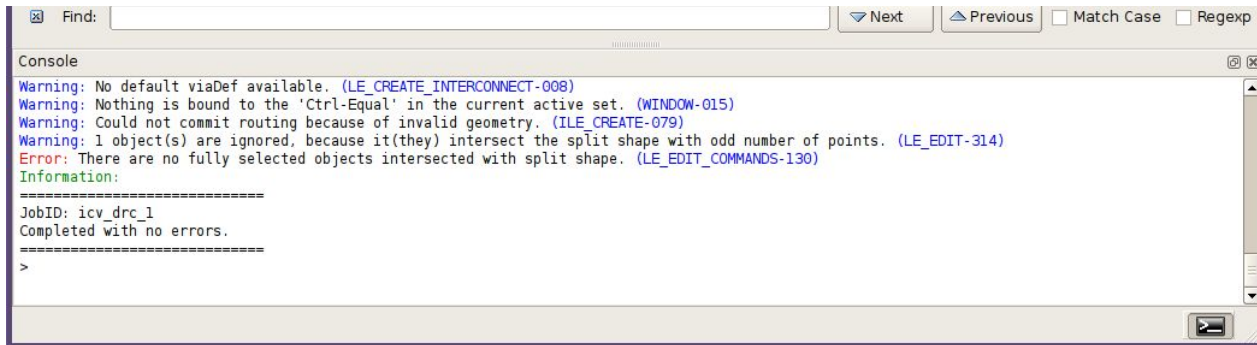 Find: Next Previous Match Case Regexp
Console
Warning: No default viaDef available. (LE_CREATE_INTERCONNECT-008)
Warning: Nothing is bound to the 'Ctrl-Equal' in the current active set. (WINDOW-015)
Warning: Could not commit routing because of invalid geometry. (ILE_CREATE-079)
Warning: 1 object(s) are ignored, because it(they) intersect the split shape with odd number of points. (LE_EDIT-314)
Error: There are no fully selected objects intersected with split shape. (LE_EDIT_COMMANDS-130)
Information:
=============================
JobID: icv_drc_1
Completed with no errors.
=============================
>